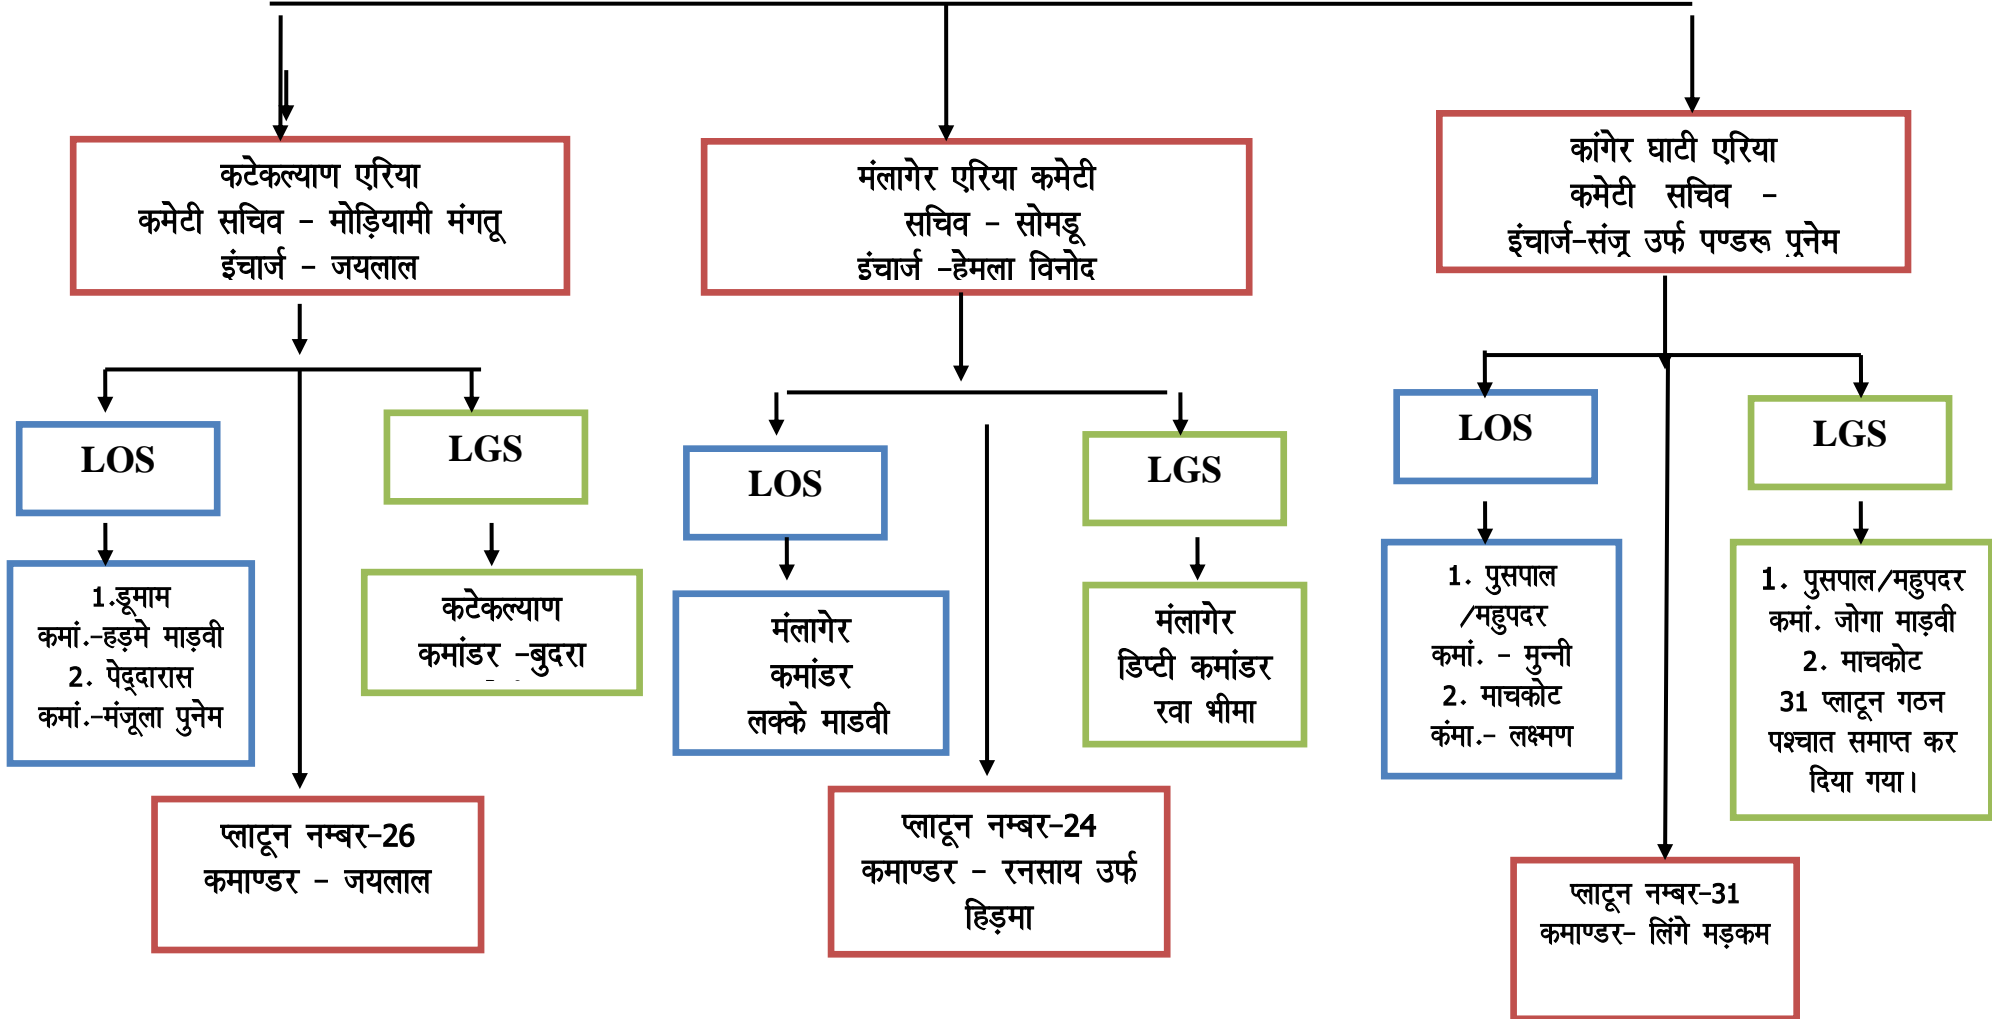 कटेकल्याण एरिया
कमेटी सचिव – मोड़ियामी मंगतू
इंचार्ज – जयलाल
मंलागेर एरिया कमेटी
सचिव – सोमडू
इंचार्ज –हेमला विनोद
कांगेर घाटी एरिया
कमेटी सचिव –
इंचार्ज–संजू उर्फ पण्डरू पुनेम
LOS
LGS
LOS
LGS
LOS
LGS
1.डूमाम
कमां.–हड़मे माड़वी
2. पेद्दारास
कमां.–मंजूला पुनेम
कटेकल्याण
कमांडर –बुदरा
मंलागेर
कमांडर
लक्के माडवी
मंलागेर
डिप्टी कमांडर
रवा भीमा
1. पुसपाल
/महुपदर
कमां. – मुन्नी
2. माचकोट
कंमा.– लक्ष्मण
1. पुसपाल/महुपदर
कमां. जोगा माड़वी
2. माचकोट
31 प्लाटून गठन
पश्चात समाप्त कर
दिया गया।
प्लाटून नम्बर–26
कमाण्डर – जयलाल
प्लाटून नम्बर–24
कमाण्डर – रनसाय उर्फ
हिड़मा
प्लाटून नम्बर–31
कमाण्डर– लिंगे मड़कम